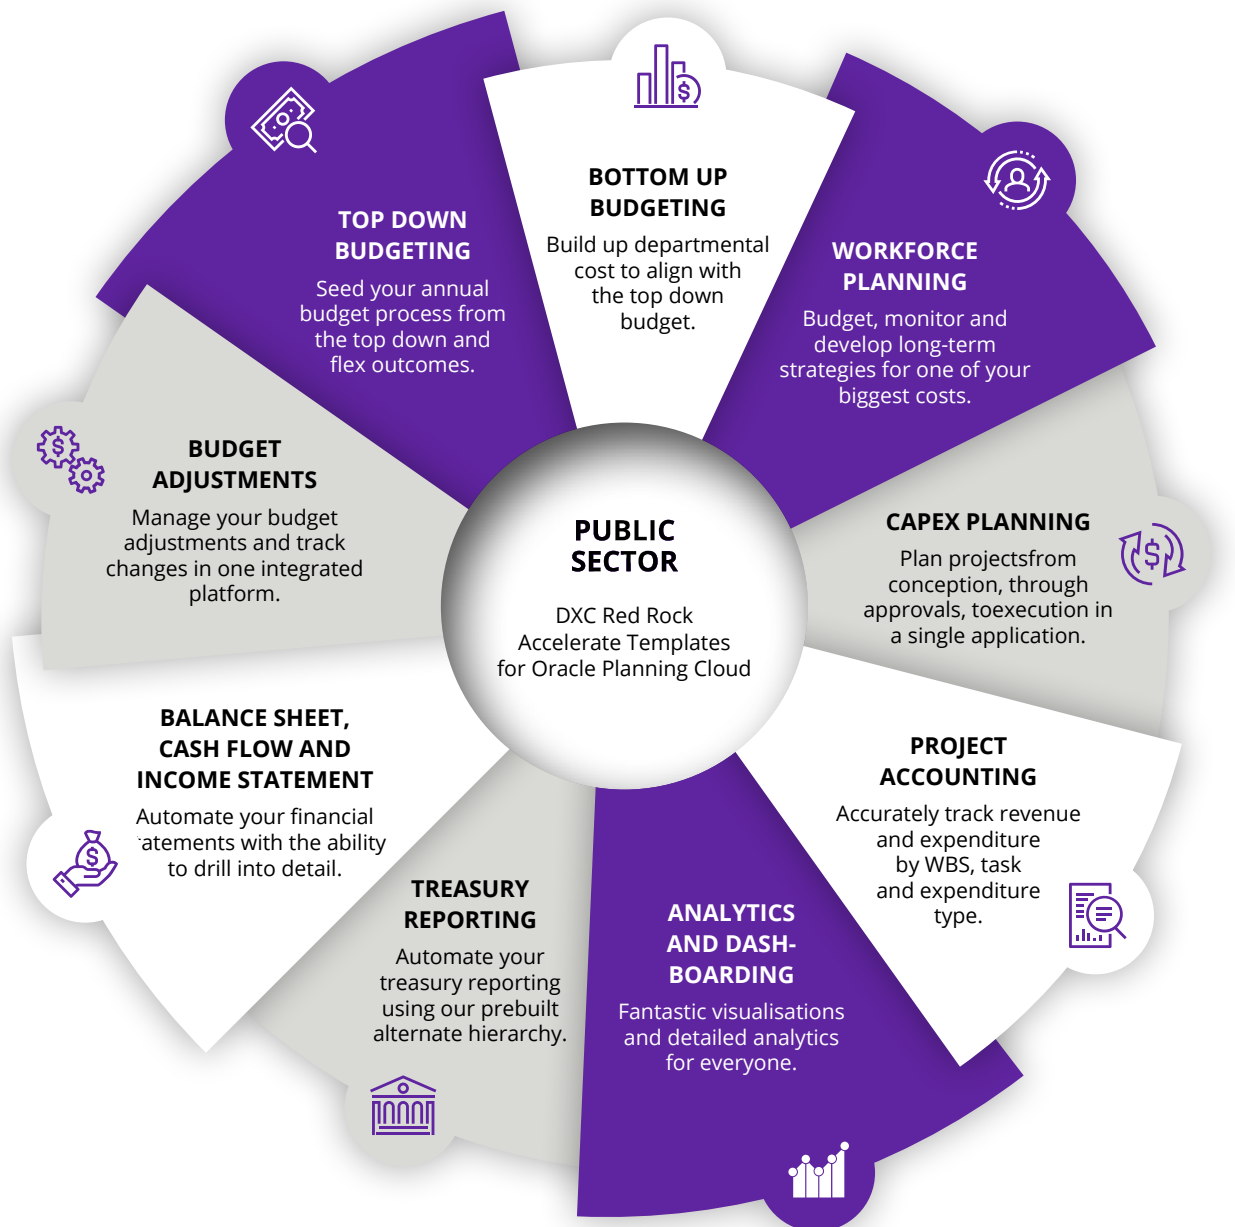 BOTTOM UP
BUDGETING
Build up departmental
cost to align with
the top down
budget.
WORKFORCE
PLANNING
Budget, monitor and
develop long-term
strategies for one of your
biggest costs.
CAPEX PLANNING
Plan projectsfrom
conception, through
approvals, toexecution in
a single application.
PROJECT
ACCOUNTING
Accurately track revenue
and expenditure
by WBS, task
and expenditure
type.
ANALYTICS
AND DASH-
BOARDING
Fantastic visualisations
and detailed analytics
for everyone.
TREASURY
REPORTING
Automate your
treasury reporting
using our prebuilt
alternate hierarchy.
BALANCE SHEET,
CASH FLOW AND
INCOME STATEMENT
Automate your financial
atements with the ability
to drill into detail.
BUDGET
ADJUSTMENTS
Manage your budget
adjustments and track
changes in one integrated
platform.
TOP DOWN
BUDGETING
Seed your annual
budget process from
the top down and
flex outcomes.
PUBLIC
SECTOR
DXC Red Rock
Accelerate Templates
for Oracle Planning Cloud